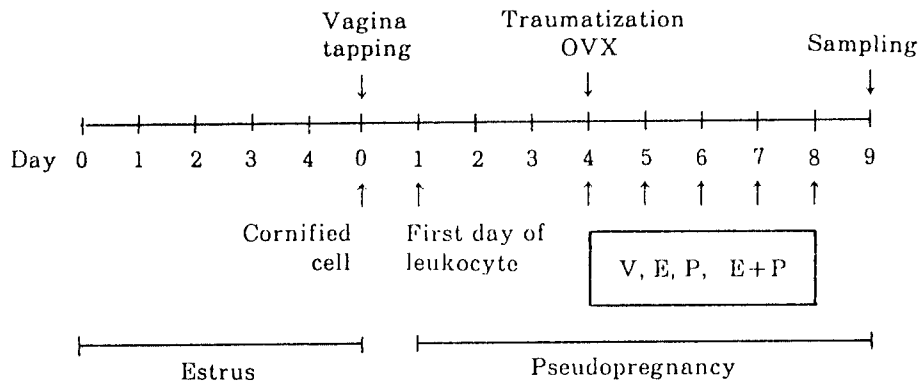 Vagina
tapping
Traumatization
OVX
Sampling
Day 0 1 2 3 4 0 1 2 3 4 5 6 7 8 9
Cornified
cell
First day of
leukocyte
V, E, P, E+P
Estrus
Pseudopregnancy